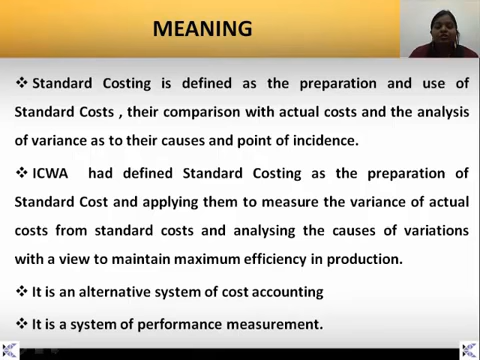 MEANING
❖ Standard Costing is defined as the preparation and use of
Standard Costs , their comparison with actual costs and the analysis
of variance as to their causes and point of incidence.
❖ ICWA had defined Standard Costing as the preparation of
Standard Cost and applying them to measure the variance of actual
costs from standard costs and analysing the causes of variations
with a view to maintain maximum efficiency in production.
❖ It is an alternative system of cost accounting
❖ It is a system of performance measurement.